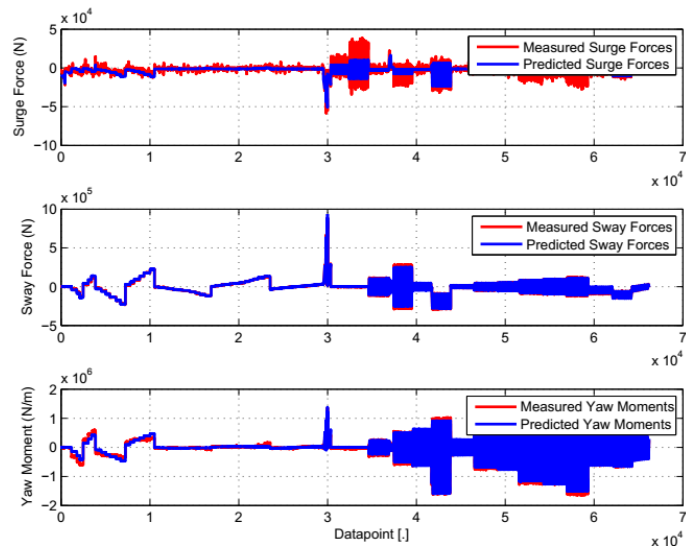 x 10^4
5
0
−5
−10
Surge Force (N)
Measured Surge Forces
Predicted Surge Forces
0 1 2 3 4 5 6 7
x 10^4
x 10^5
10
5
0
−5
Sway Force (N)
Measured Sway Forces
Predicted Sway Forces
0 1 2 3 4 5 6 7
x 10^4
x 10^6
2
1
0
−1
−2
Yaw Moment (N/m)
Measured Yaw Moments
Predicted Yaw Moments
0 1 2 3 4 5 6 7
Datapoint [.]
x 10^4